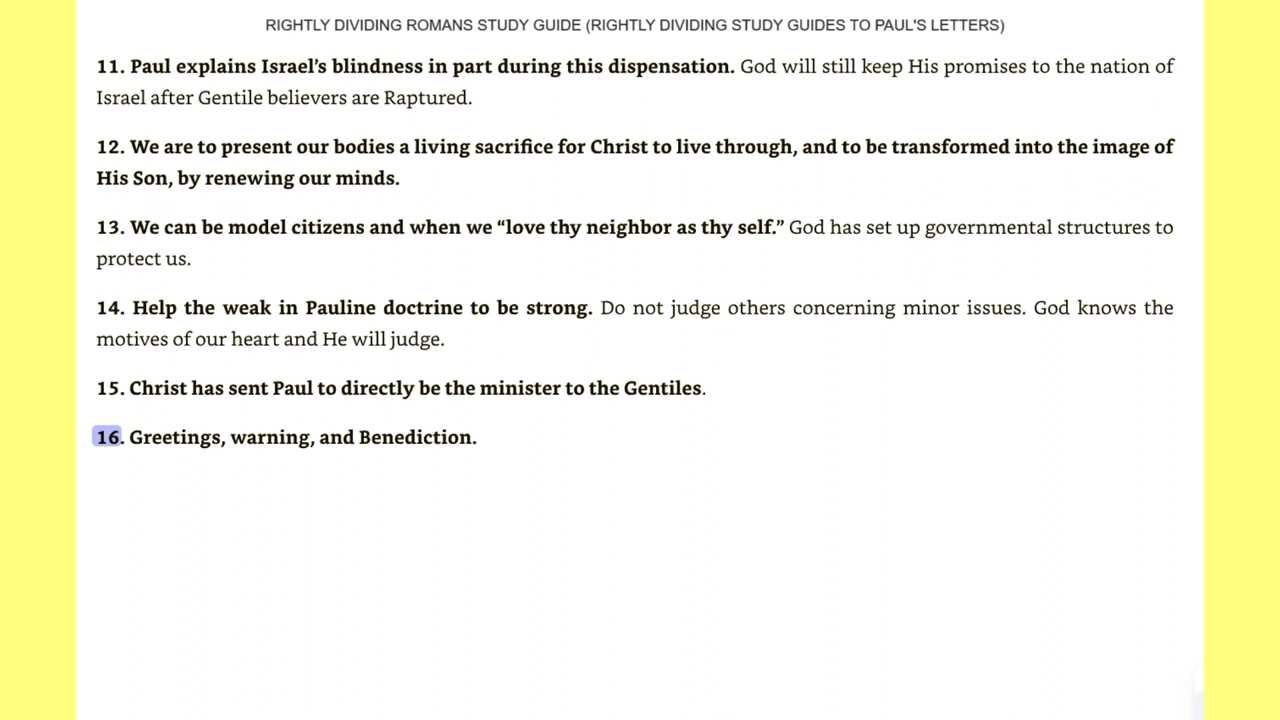 RIGHTLY DIVIDING ROMANS STUDY GUIDE (RIGHTLY DIVIDING STUDY GUIDES TO PAUL'S LETTERS)
11. Paul explains Israel’s blindness in part during this dispensation. God will still keep His promises to the nation of
Israel after Gentile believers are Raptured.
12. We are to present our bodies a living sacrifice for Christ to live through, and to be transformed into the image of
His Son, by renewing our minds.
13. We can be model citizens and when we “love thy neighbor as thy self.” God has set up governmental structures to
protect us.
14. Help the weak in Pauline doctrine to be strong. Do not judge others concerning minor issues. God knows the
motives of our heart and He will judge.
15. Christ has sent Paul to directly be the minister to the Gentiles.
16. Greetings, warning, and Benediction.